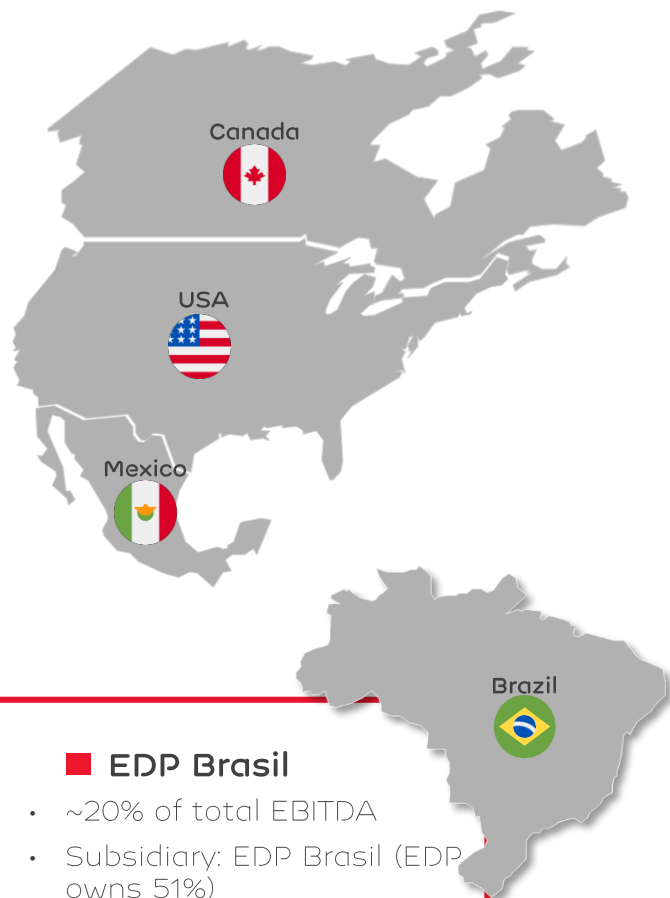 Canada
USA
Mexico
Brazil
EDP Brasil
• ~20% of total EBITDA
• Subsidiary: EDP Brasil (EDP
owns 51%)